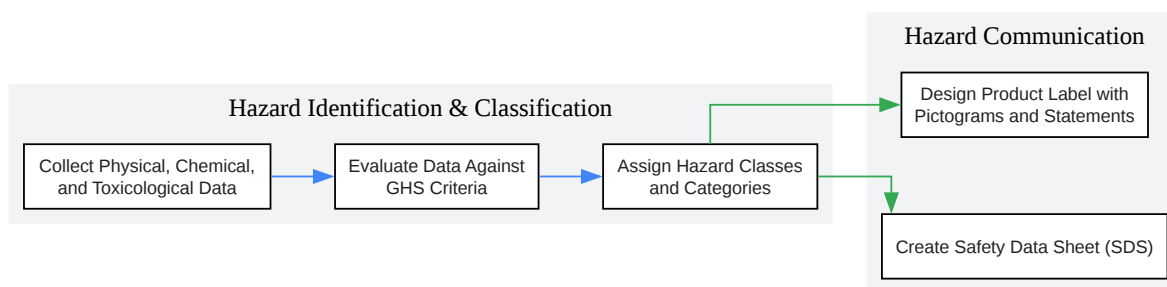 Hazard Identification & Classification
Collect Physical, Chemical,
and Toxicological Data
Evaluate Data Against
GHS Criteria
Assign Hazard Classes
and Categories
Hazard Communication
Design Product Label with
Pictograms and Statements
Create Safety Data Sheet (SDS)